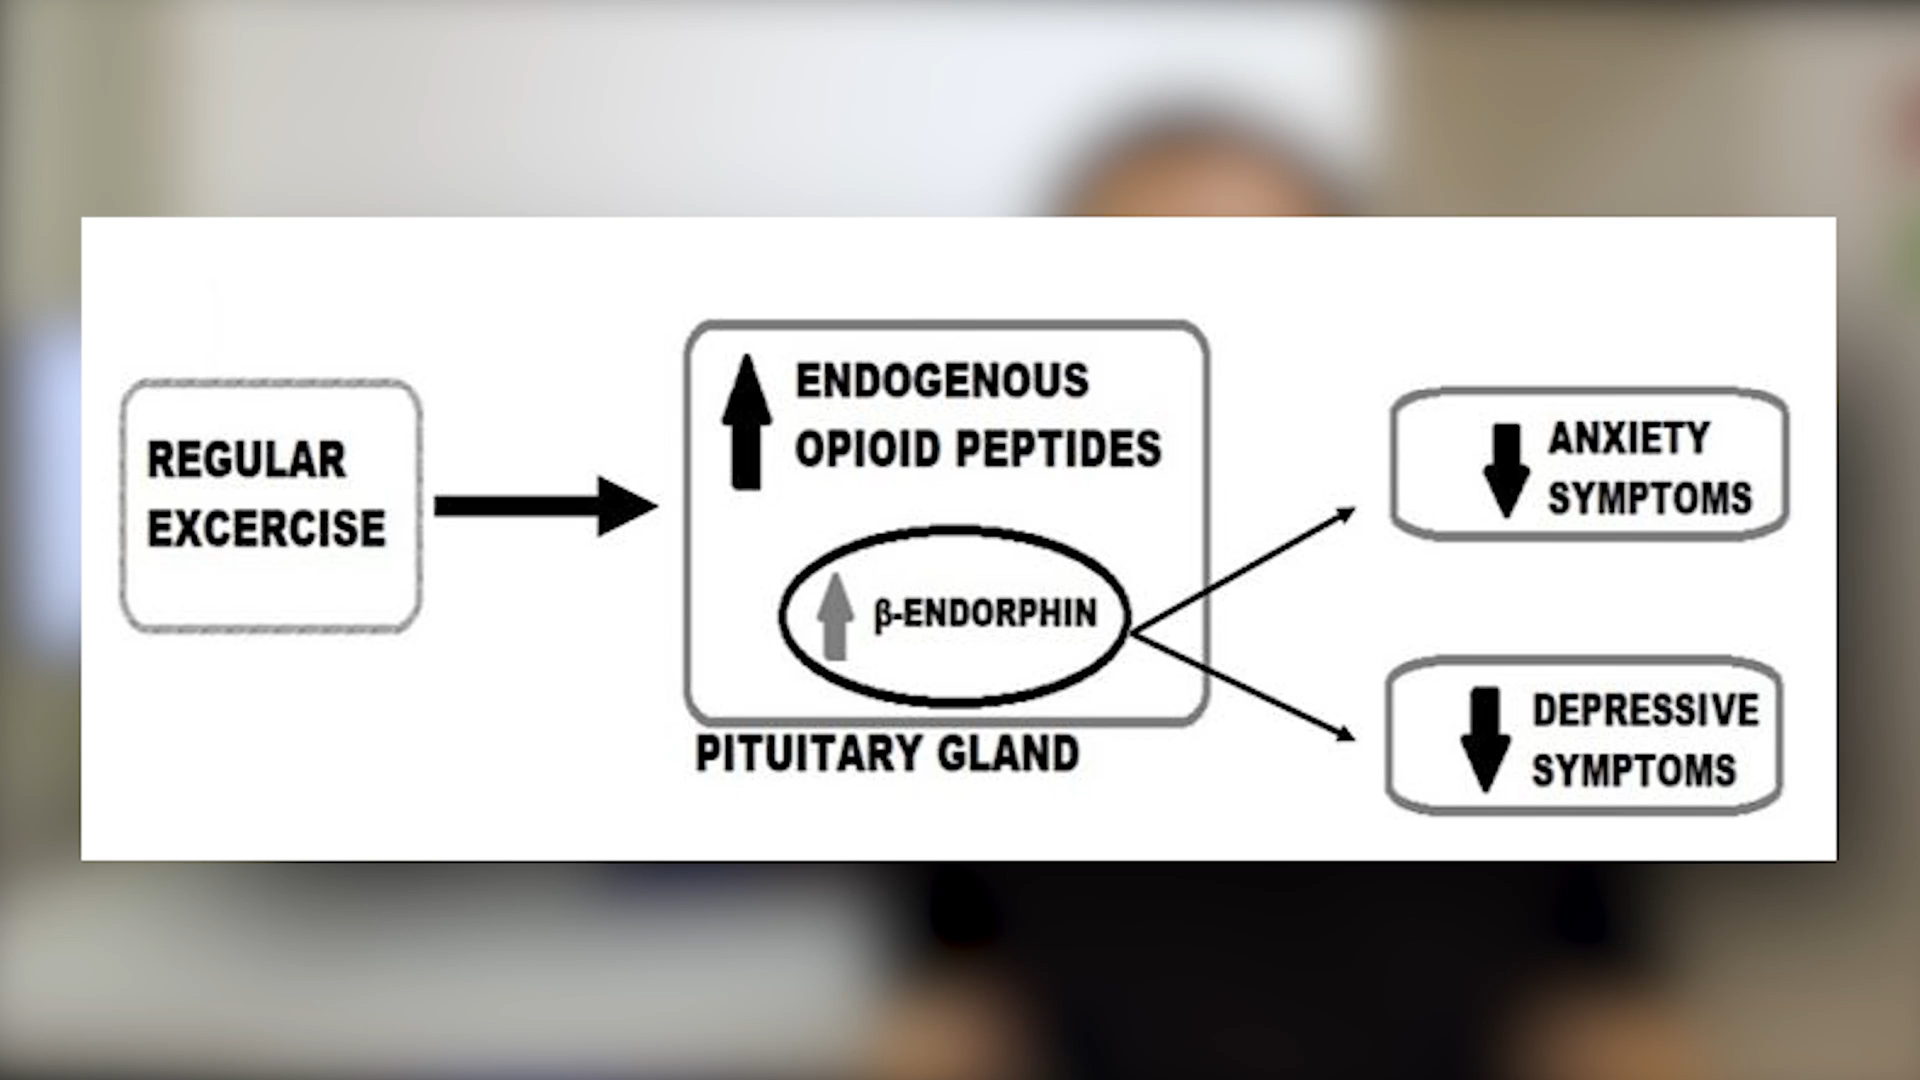 REGULAR
EXCERCISE
ENDOGENOUS
OPIOID PEPTIDES
β-ENDORPHIN
PITUITARY GLAND
ANXIETY
SYMPTOMS
DEPRESSIVE
SYMPTOMS